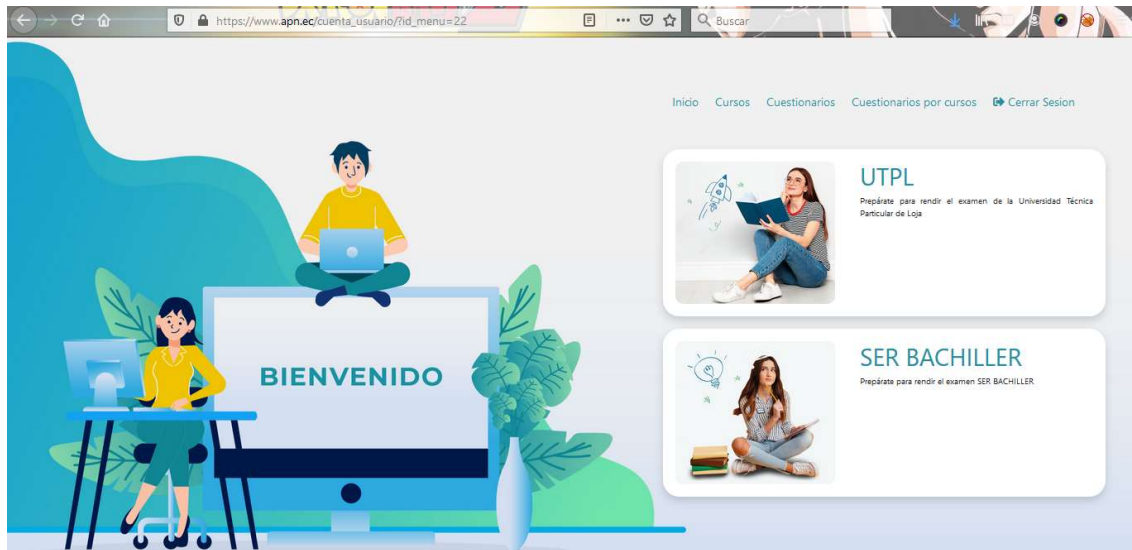 https://www.apn.ec/cuenta_usuario/?id_menu=22
Buscar
Inicio Cursos Cuestionarios Cuestionarios por cursos Cerrar Sesion
BIENVENIDO
UTPL
Prepárate para rendir el examen de la Universidad Técnica
Particular de Loja
SER BACHILLER
Prepárate para rendir el examen SER BACHILLER